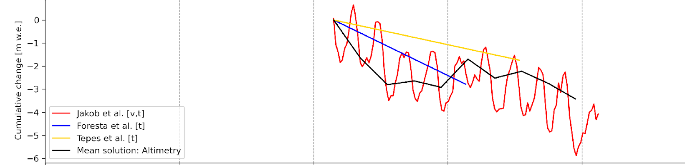 Cumulative change [m w.e.]
0
−1
−2
−3
−4
−5
−6
Jakob et al. [v,t]
Foresta et al. [t]
Tepes et al. [t]
Mean solution: Altimetry